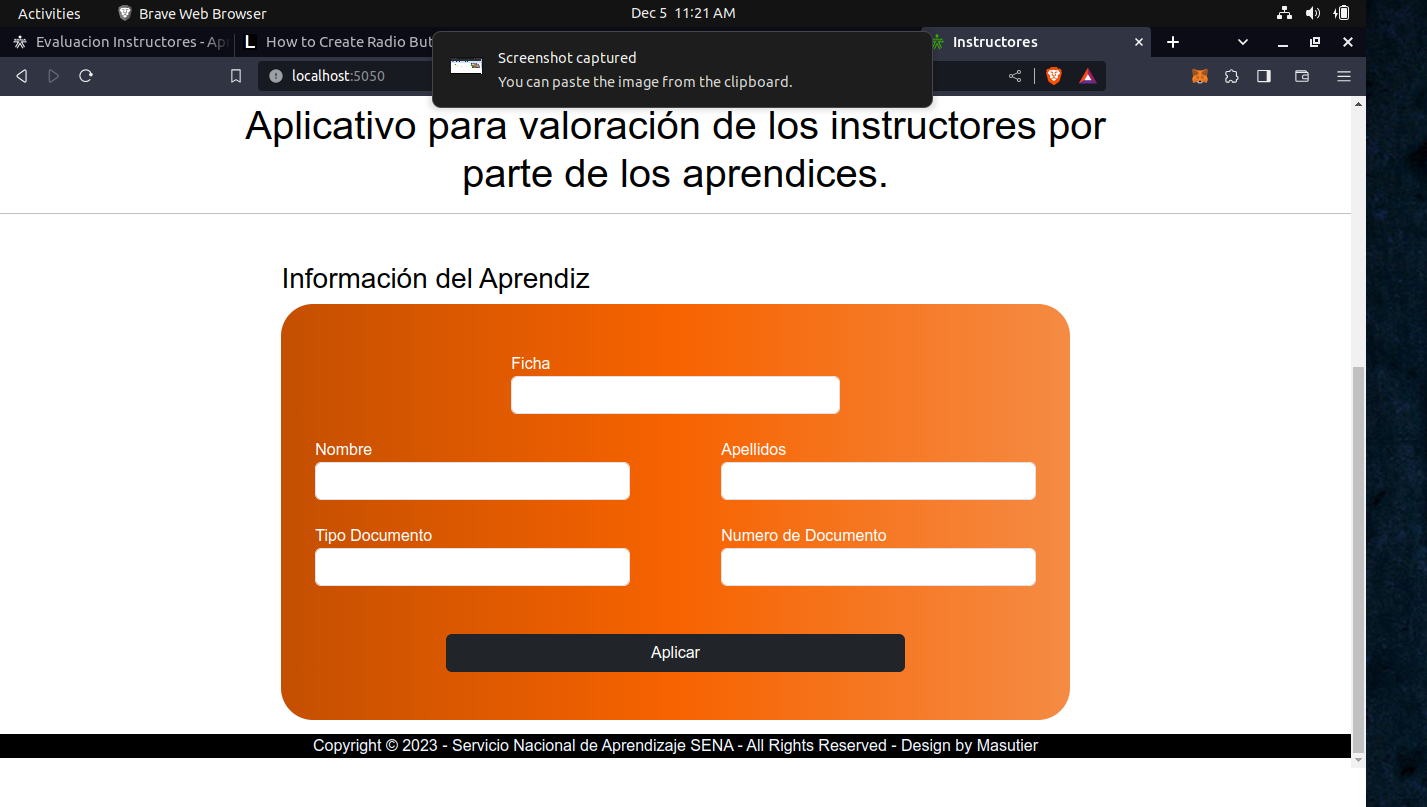 Activities
Brave Web Browser
Dec 5 11:21 AM
Evaluacion Instructores - Apr
How to Create Radio But
Instructores
localhost:5050
Screenshot captured
You can paste the image from the clipboard.
Aplicativo para valoración de los instructores por
parte de los aprendices.
Información del Aprendiz
Ficha
Nombre
Apellidos
Tipo Documento
Numero de Documento
Aplicar
Copyright © 2023 - Servicio Nacional de Aprendizaje SENA - All Rights Reserved - Design by Masutier